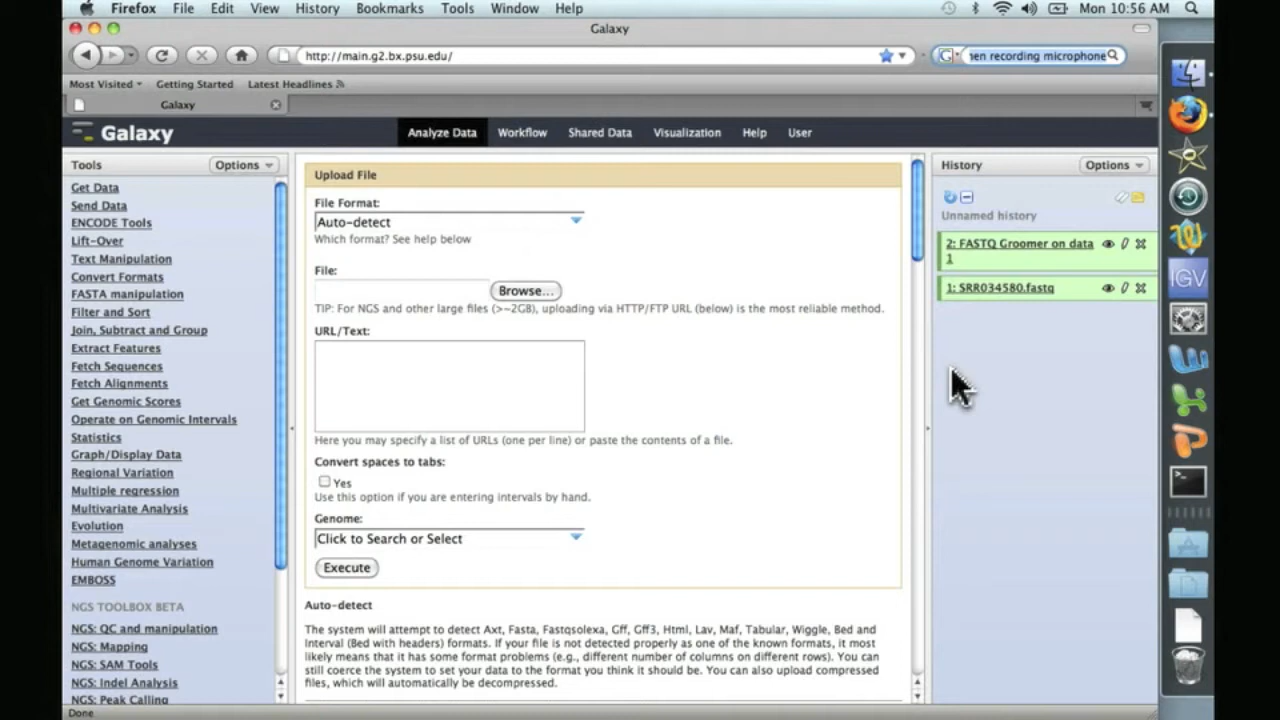 Firefox File Edit View History Bookmarks Tools Window Help Mon 10:56 AM
Galaxy
http://main.g2.bx.psu.edu/ en recording microphone
Most Visited Getting Started Latest Headlines
Galaxy
Galaxy Analyze Data Workflow Shared Data Visualization Help User
Tools Options
Get Data
Send Data
ENCODE Tools
Lift-Over
Text Manipulation
Convert Formats
FASTA manipulation
Filter and Sort
Join, Subtract and Group
Extract Features
Fetch Sequences
Fetch Alignments
Get Genomic Scores
Operate on Genomic Intervals
Statistics
Graph/Display Data
Regional Variation
Multiple regression
Multivariate Analysis
Evolution
Metagenomic analyses
Human Genome Variation
EMBOSS
NGS TOOLBOX BETA
NGS: QC and manipulation
NGS: Mapping
NGS: SAM Tools
NGS: Indel Analysis
NGS: Peak Calling
Upload File
File Format:
Auto-detect
Which format? See help below
File:
Browse...
TIP: For NGS and other large files (>~2GB), uploading via HTTP/FTP URL (below) is the most reliable method.
URL/Text:
Here you may specify a list of URLs (one per line) or paste the contents of a file.
Convert spaces to tabs:
Yes
Use this option if you are entering intervals by hand.
Genome:
Click to Search or Select
Execute
Auto-detect
The system will attempt to detect Axt, Fasta, Fastqsolexa, Gff, Gff3, Html, Lav, Maf, Tabular, Wiggle, Bed and
Interval (Bed with headers) formats. If your file is not detected properly as one of the known formats, it most
likely means that it has some format problems (e.g., different number of columns on different rows). You can
still coerce the system to set your data to the format you think it should be. You can also upload compressed
files, which will automatically be decompressed.
History Options
Unnamed history
2: FASTQ Groomer on data
1
1: SRR034580.fastq
IGV
Done